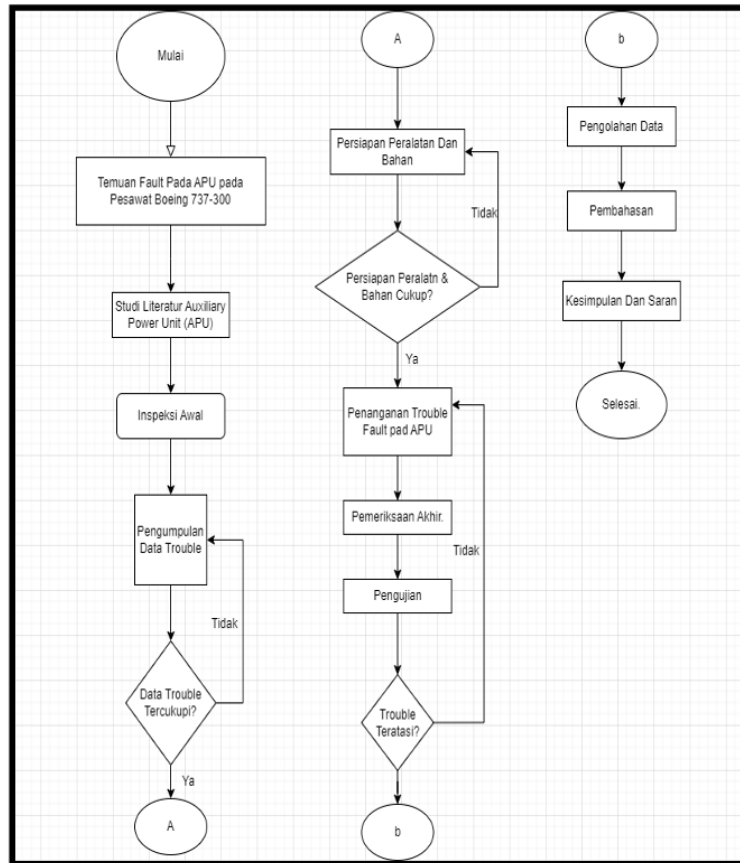 Mulai
Temuan Fault Pada APU pada
Pesawat Boeing 737-300
Studi Literatur Auxiliary
Power Unit (APU)
Inspeksi Awal
Pengumpulan
Data Trouble
Tidak
Data Trouble
Tercukupi?
Ya
A
A
Persiapan Peralatan Dan
Bahan
Tidak
Persiapan Peralatn &
Bahan Cukup?
Ya
Penanganan Trouble
Fault pad APU
Pemeriksaan Akhir.
Tidak
Pengujian
Trouble
Teratasi?
b
b
Pengolahan Data
Pembahasan
Kesimpulan Dan Saran
Selesai.